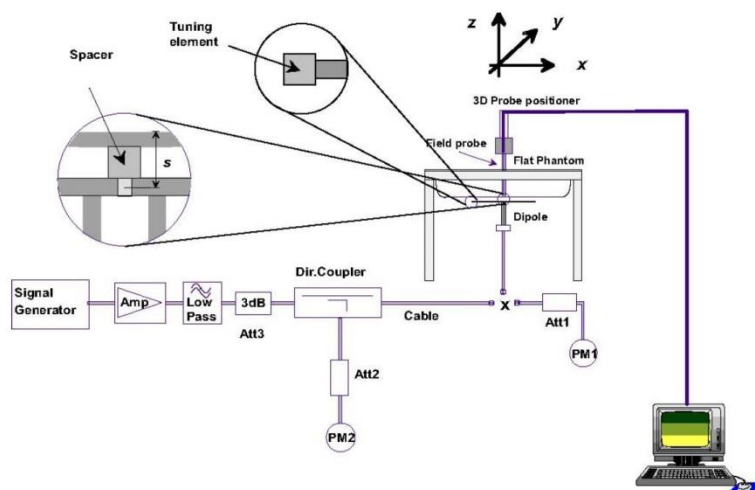 Tuning
element
Spacer
s
z
y
x
3D Probe positioner
Field probe
Flat Phantom
Dipole
Signal
Generator
Amp
Low
Pass
3dB
Att3
Dir.Coupler
Cable
x
Att1
PM1
Att2
PM2